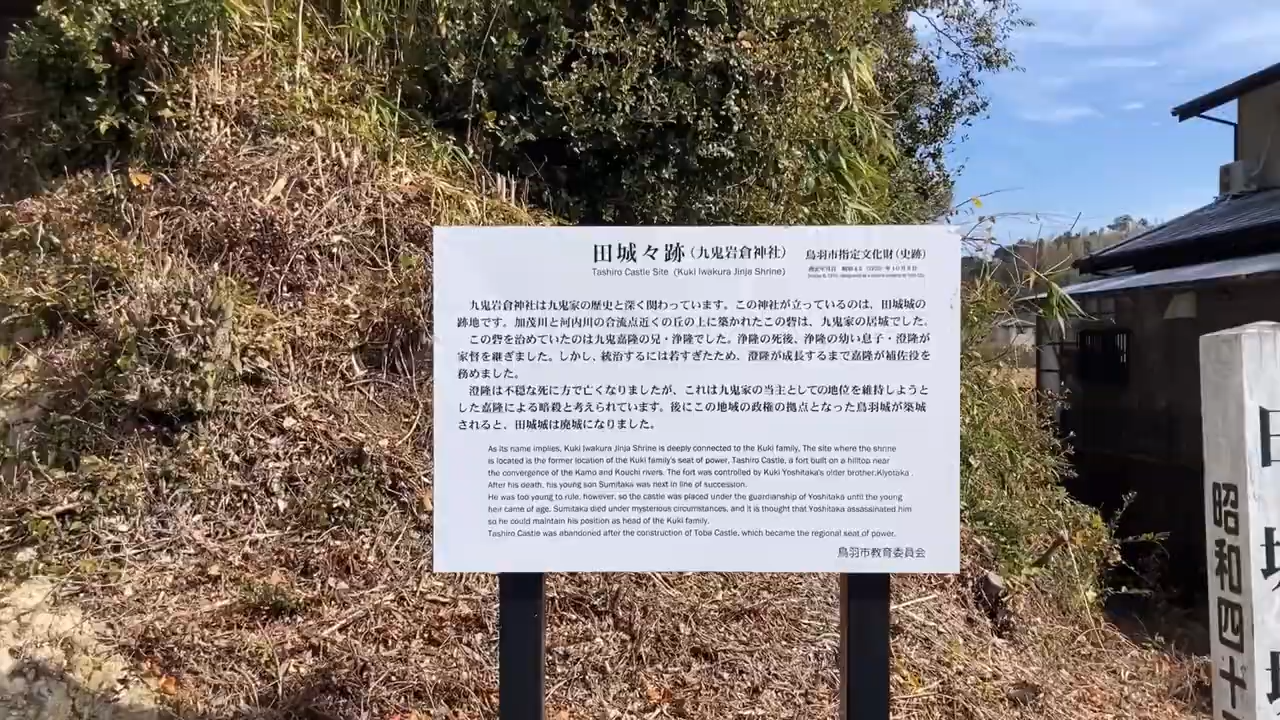 田城々跡(九鬼岩倉神社)
鳥羽市指定文化財(史跡)
Tashiro Castle Site (Kuki Iwakura Jinja Shrine)
九鬼岩倉神社は九鬼家の歴史と深く関わっています。この神社が立っているのは、田城城の
跡地です。加茂川と河内川の合流点近くの丘の上に築かれたこの砦は、九鬼家の居城でした。
この砦を治めていたのは九鬼嘉隆の兄・浄隆でした。浄隆の死後、浄隆の幼い息子・澄隆が
家督を継ぎました。しかし、統治するには若すぎたため、澄隆が成長するまで嘉隆が補佐役を
務めました。
澄隆は不穏な死に方で亡くなりましたが、これは九鬼家の当主としての地位を維持しようと
した嘉隆による暗殺と考えられています。後にこの地域の政権の拠点となった鳥羽城が築城
されると、田城城は廃城になりました。
As its name implies, Kuki Iwakura Jinja Shrine is deeply connected to the Kuki family. The site where the shrine
is located is the former location of the Kuki family's seat of power, Tashiro Castle, a fort built on a hilltop near
the convergence of the Kamo and Kouchi rivers. The fort was controlled by Kuki Yoshitaka's older brother,Kiyotaka .
After his death, his young son Sumitaka was next in line of succession.
He was too young to rule, however, so the castle was placed under the guardianship of Yoshitaka until the young
heir came of age. Sumitaka died under mysterious circumstances, and it is thought that Yoshitaka assassinated him
so he could maintain his position as head of the Kuki family.
Tashiro Castle was abandoned after the construction of Toba Castle, which became the regional seat of power.
鳥羽市教育委員会
昭和四十